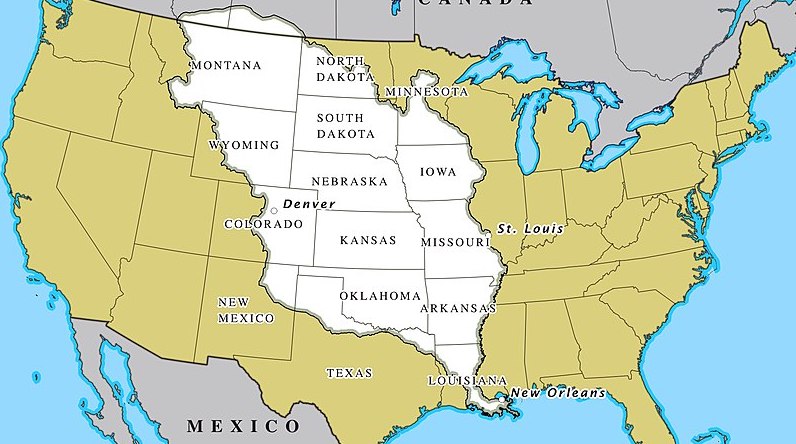 CANADA
MONTANA
NORTH
DAKOTA
MINNESOTA
SOUTH
DAKOTA
WYOMING
IOWA
NEBRASKA
Denver
COLORADO
St. Louis
KANSAS
MISSOURI
OKLAHOMA
NEW
MEXICO
ARKANSAS
TEXAS
LOUISIANA
New Orleans
MEXICO